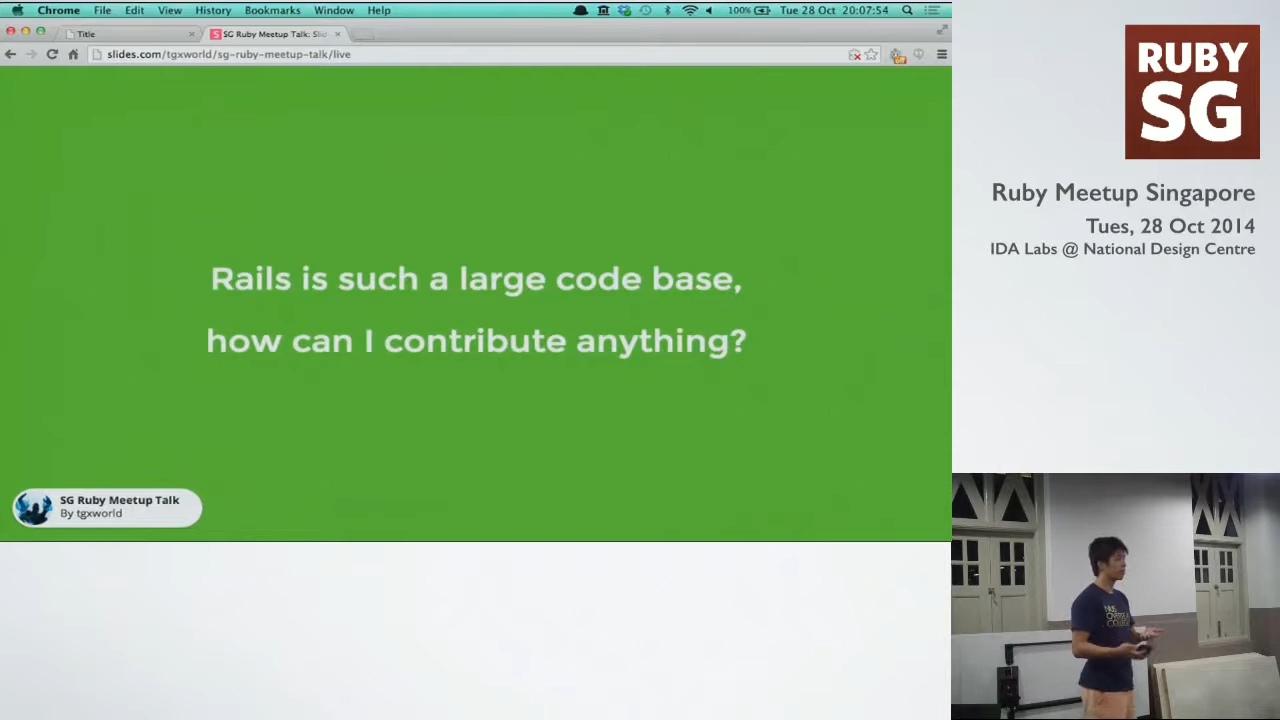 Chrome File Edit View History Bookmarks Window Help 100% Tue 28 Oct 20:07:54
Title SG Ruby Meetup Talk: Slid
slides.com/tgxworld/sg-ruby-meetup-talk/live
Rails is such a large code base,
how can I contribute anything?
SG Ruby Meetup Talk
By tgxworld
RUBY
SG
Ruby Meetup Singapore
Tues, 28 Oct 2014
IDA Labs @ National Design Centre
NUS